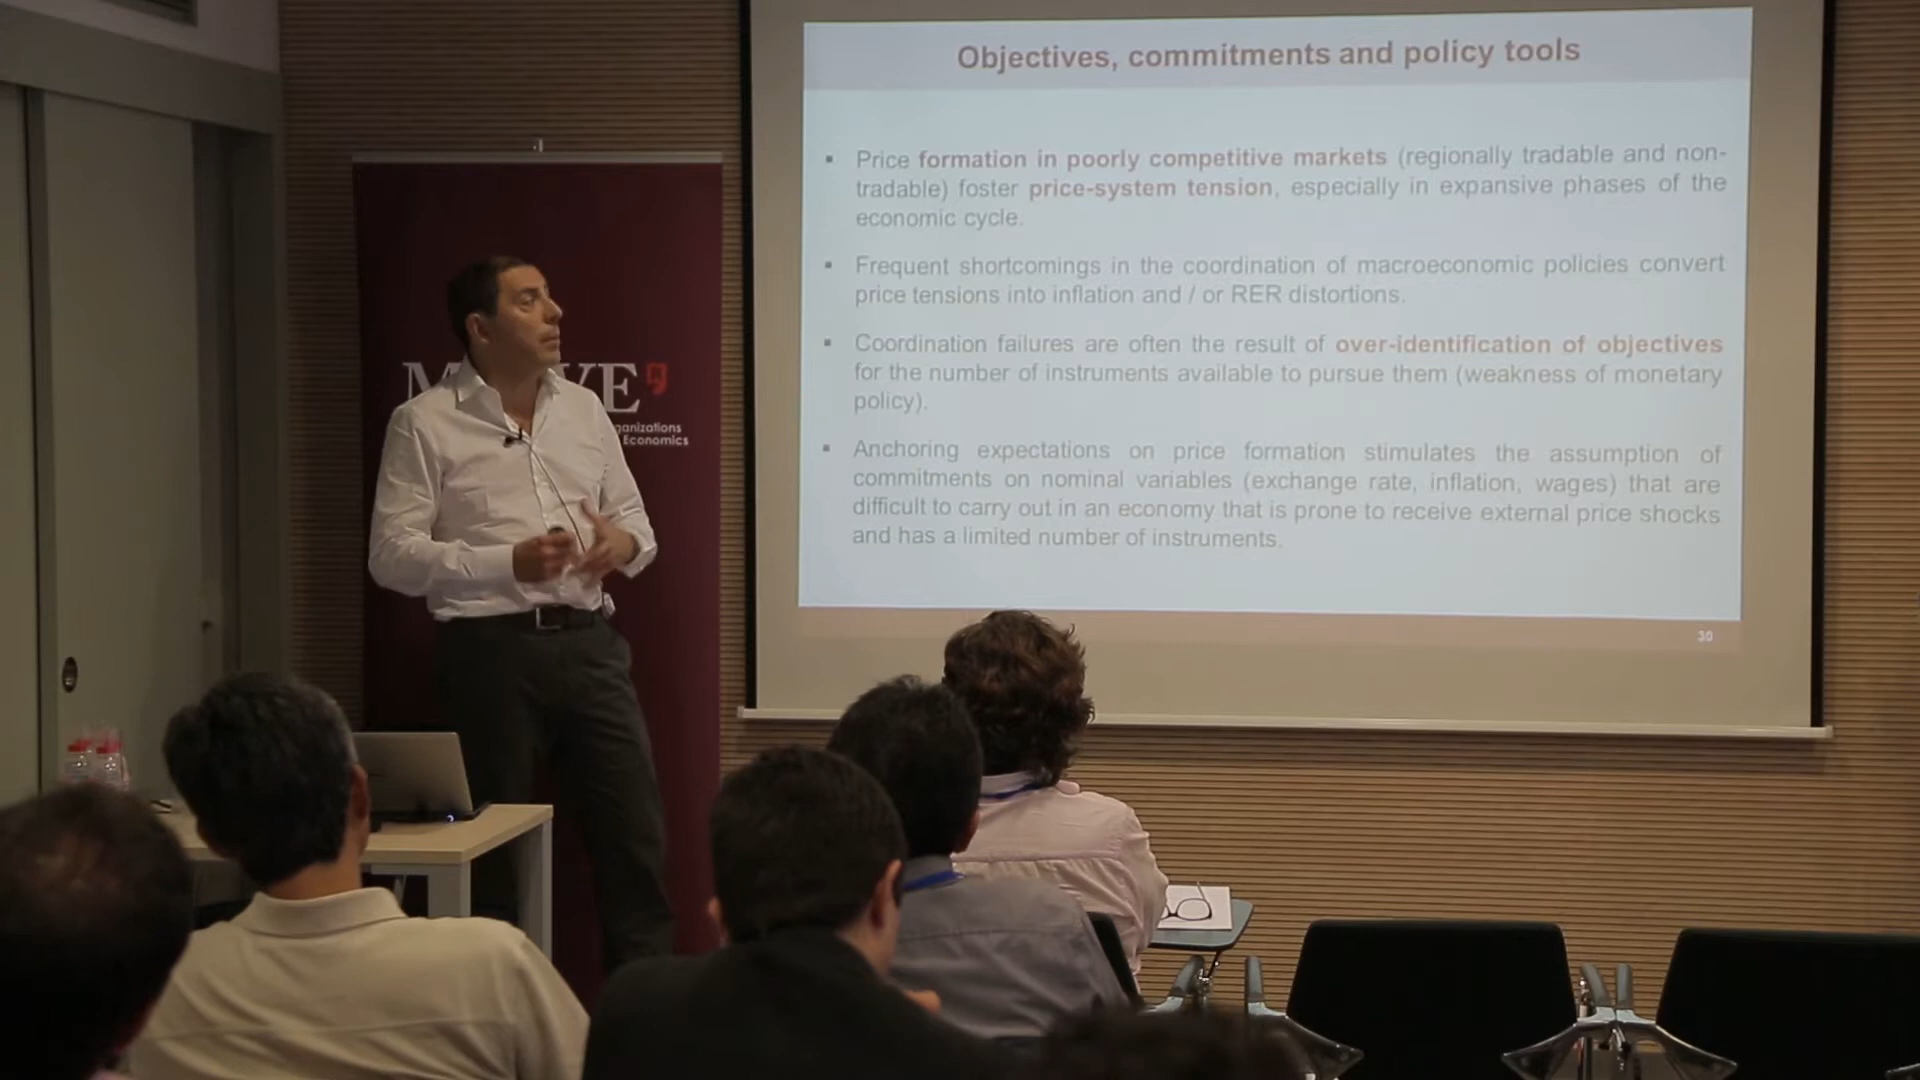 Objectives, commitments and policy tools
Price formation in poorly competitive markets (regionally tradable and non-
tradable) foster price-system tension, especially in expansive phases of the
economic cycle.
Frequent shortcomings in the coordination of macroeconomic policies convert
price tensions into inflation and / or RER distortions.
Coordination failures are often the result of over-identification of objectives
for the number of instruments available to pursue them (weakness of monetary
policy).
Anchoring expectations on price formation stimulates the assumption of
commitments on nominal variables (exchange rate, inflation, wages) that are
difficult to carry out in an economy that is prone to receive external price shocks
and has a limited number of instruments.
30
Economics